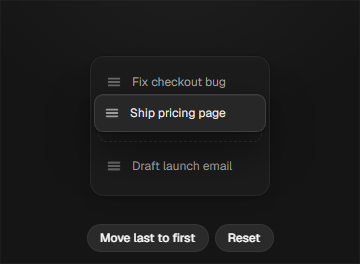 Fix checkout bug
Ship pricing page
Draft launch email
Move last to first
Reset